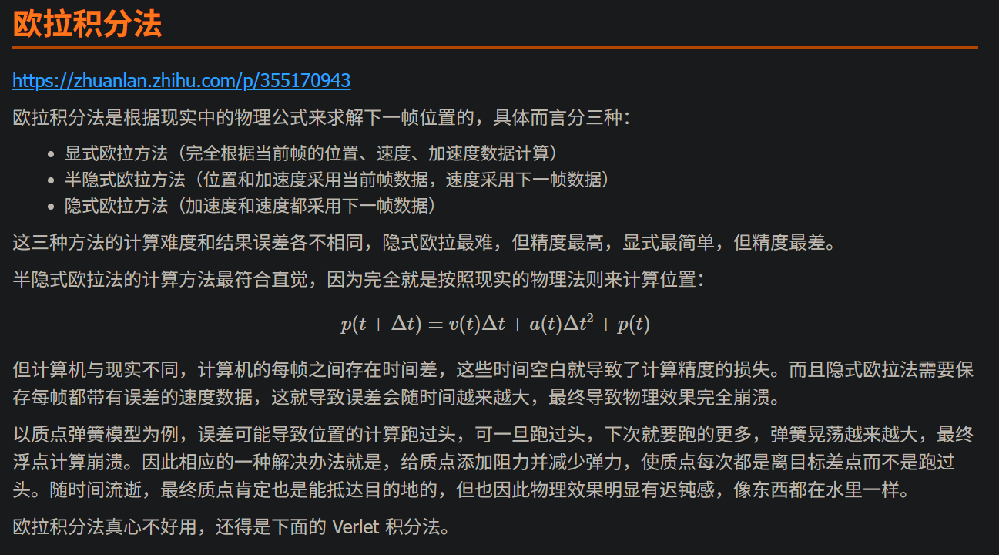 欧拉积分法
https://zhuanlan.zhihu.com/p/355170943
欧拉积分法是根据现实中的物理公式来求解下一帧位置的，具体而言分三种：
• 显式欧拉方法（完全根据当前帧的位置、速度、加速度数据计算）
• 半隐式欧拉方法（位置和加速度采用当前帧数据，速度采用下一帧数据）
• 隐式欧拉方法（加速度和速度都采用下一帧数据）
这三种方法的计算难度和结果误差各不相同，隐式欧拉最难，但精度最高，显式最简单，但精度最差。
半隐式欧拉法的计算方法最符合直觉，因为完全就是按照现实的物理法则来计算位置：
p(t + Δt) = v(t)Δt + a(t)Δt² + p(t)
但计算机与现实不同，计算机的每帧之间存在时间差，这些时间空白就导致了计算精度的损失。而且隐式欧拉法需要保
存每帧都带有误差的速度数据，这就导致误差会随时间越来越大，最终导致物理效果完全崩溃。
以质点弹簧模型为例，误差可能导致位置的计算跑过头，可一旦跑过头，下次就要跑的更多，弹簧晃荡越来越大，最终
浮点计算崩溃。因此相应的一种解决办法就是，给质点添加阻力并减少弹力，使质点每次都是离目标差点而不是跑过
头。随时间流逝，最终质点肯定也是能抵达目的地的，但也因此物理效果明显有迟钝感，像东西都在水里一样。
欧拉积分法真心不好用，还得是下面的 Verlet 积分法。